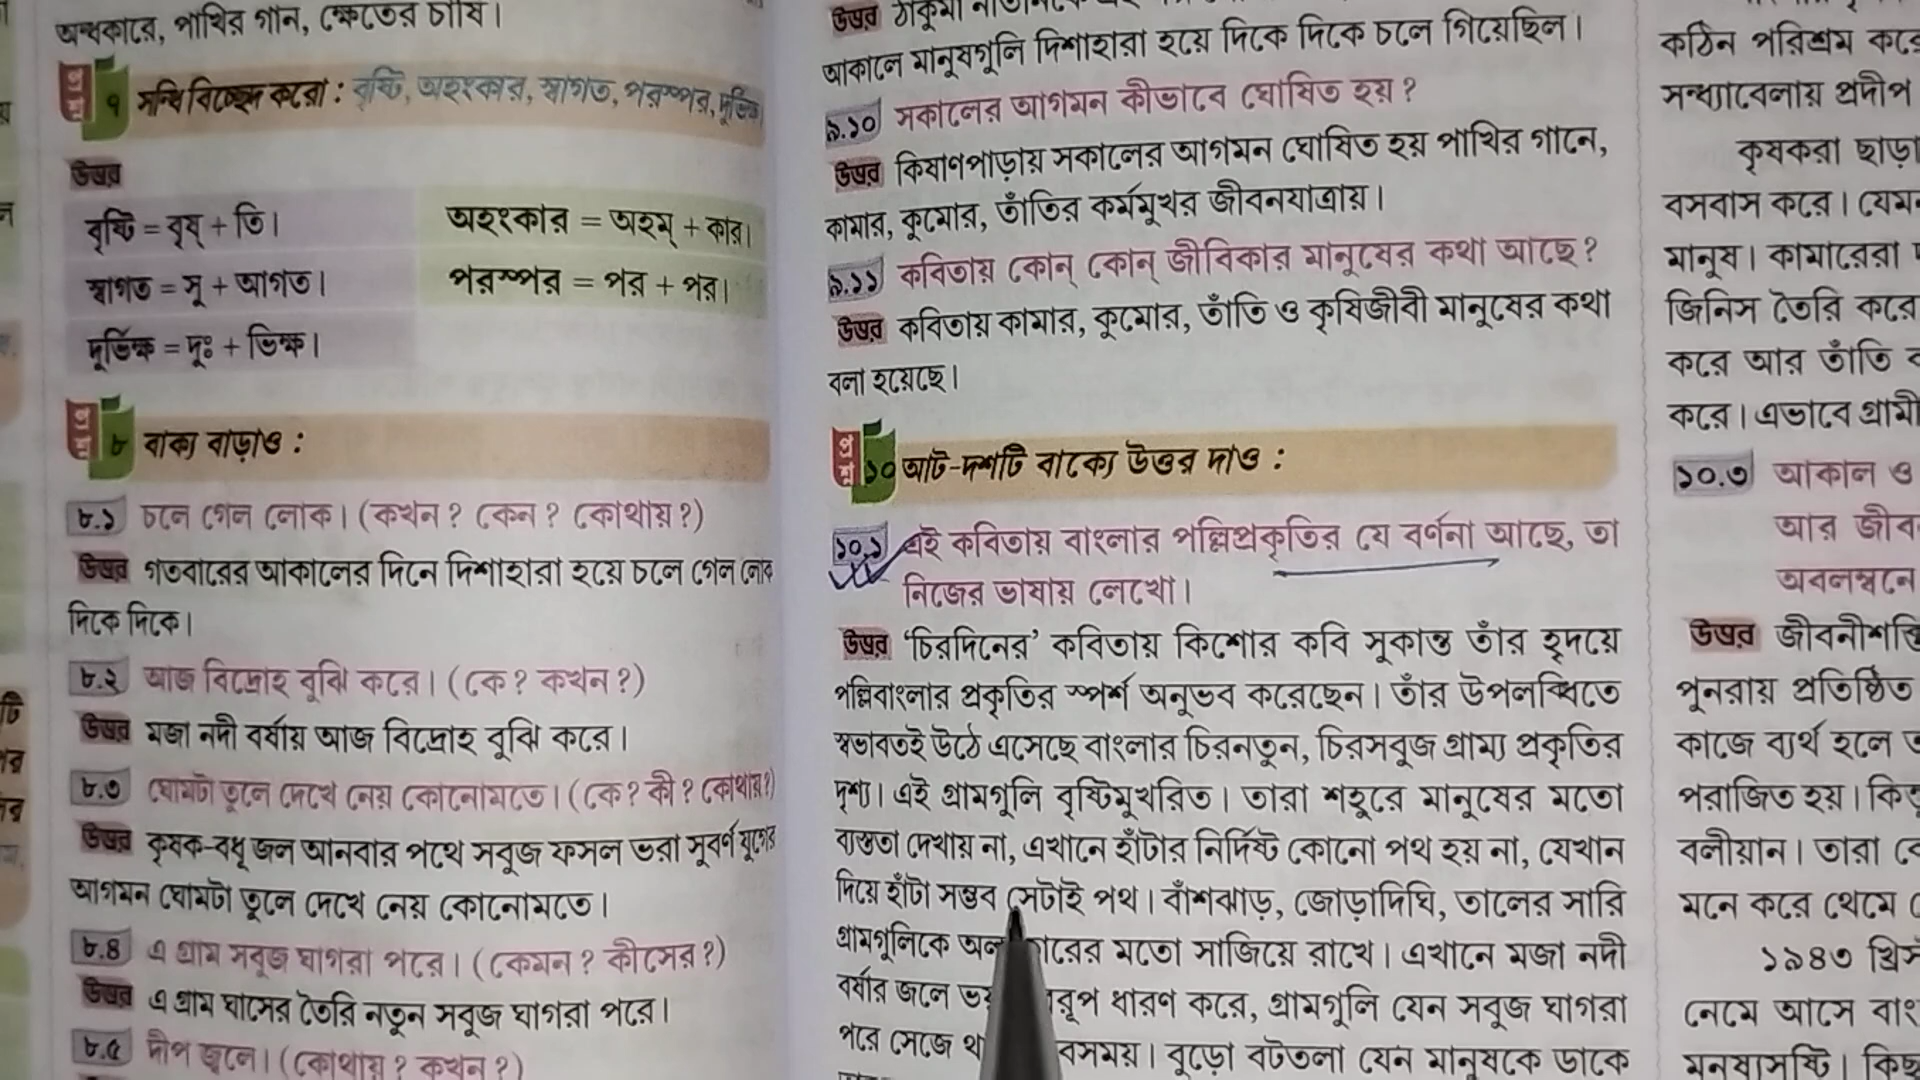 অন্ধকারে, পাখির গান, ক্ষেতের চাষি।
প্রশ্ন ৭ সন্ধি বিচ্ছেদ করো : বৃষ্টি, অহংকার, স্বাগত, পরস্পর, দুর্ভিক্ষ
উত্তর
বৃষ্টি = বৃষ্ + তি।
অহংকার = অহম্ + কার।
স্বাগত = সু + আগত।
পরস্পর = পর + পর।
দুর্ভিক্ষ = দুঃ + ভিক্ষ।
প্রশ্ন ৮ বাক্য বাড়াও :
৮.১ চলে গেল লোক। (কখন? কেন? কোথায়?)
উত্তর গতবারের আকালের দিনে দিশাহারা হয়ে চলে গেল লোক
দিকে দিকে।
৮.২ আজ বিদ্রোহ বুঝি করে। (কে? কখন?)
উত্তর মজা নদী বর্ষায় আজ বিদ্রোহ বুঝি করে।
৮.৩ ঘোমটা তুলে দেখে নেয় কোনোমতে। (কে? কী? কোথায়?)
উত্তর কৃষক-বধূ জল আনবার পথে সবুজ ফসল ভরা সুবর্ণ যুগের
আগমন ঘোমটা তুলে দেখে নেয় কোনোমতে।
৮.৪ এ গ্রাম সবুজ ঘাগরা পরে। (কেমন? কীসের?)
উত্তর এ গ্রাম ঘাসের তৈরি নতুন সবুজ ঘাগরা পরে।
৮.৫ দীপ জ্বলে। (কোথায়? কখন?)
উত্তর ঠাকুমা
আকালে মানুষগুলি দিশাহারা হয়ে দিকে দিকে চলে গিয়েছিল।
৯.১০ সকালের আগমন কীভাবে ঘোষিত হয়?
উত্তর কিষাণপাড়ায় সকালের আগমন ঘোষিত হয় পাখির গানে,
কামার, কুমোর, তাঁতির কর্মমুখর জীবনযাত্রায়।
৯.১১ কবিতায় কোন্ কোন্ জীবিকার মানুষের কথা আছে?
উত্তর কবিতায় কামার, কুমোর, তাঁতি ও কৃষিজীবী মানুষের কথা
বলা হয়েছে।
প্রশ্ন ১০ আট-দশটি বাক্যে উত্তর দাও :
১০.১ এই কবিতায় বাংলার পল্লিপ্রকৃতির যে বর্ণনা আছে, তা
নিজের ভাষায় লেখো।
উত্তর ‘চিরদিনের’ কবিতায় কিশোর কবি সুকান্ত তাঁর হৃদয়ে
পল্লিবাংলার প্রকৃতির স্পর্শ অনুভব করেছেন। তাঁর উপলব্ধিতে
স্বভাবতই উঠে এসেছে বাংলার চিরনতুন, চিরসবুজ গ্রাম্য প্রকৃতির
দৃশ্য। এই গ্রামগুলি বৃষ্টিমুখরিত। তারা শহুরে মানুষের মতো
ব্যস্ততা দেখায় না, এখানে হাঁটার নির্দিষ্ট কোনো পথ হয় না, যেখান
দিয়ে হাঁটা সম্ভব সেটাই পথ। বাঁশঝাড়, জোড়াদিঘি, তালের সারি
গ্রামগুলিকে মতো সাজিয়ে রাখে। এখানে মজা নদী
বর্ষার জলে ধারণ করে, গ্রামগুলি যেন সবুজ ঘাগরা
পরে সেজে বুড়ো বটতলা যেন মানুষকে ডাকে
কঠিন পরিশ্রম করে
সন্ধ্যাবেলায় প্রদীপ
কৃষকরা ছাড়া
বসবাস করে। যেমন
মানুষ। কামারেরা
জিনিস তৈরি করে
করে আর তাঁতি
করে। এভাবে
১০.৩ আকাল ও
আর
অবলম্বনে
উত্তর
পুনরায় প্রতিষ্ঠিত
কাজে ব্যর্থ হলে
পরাজিত হয়।
বলীয়ান। তারা
মনে করে থেমে
১৯৪৩
নেমে আসে
মনুষ্যসৃষ্ট।